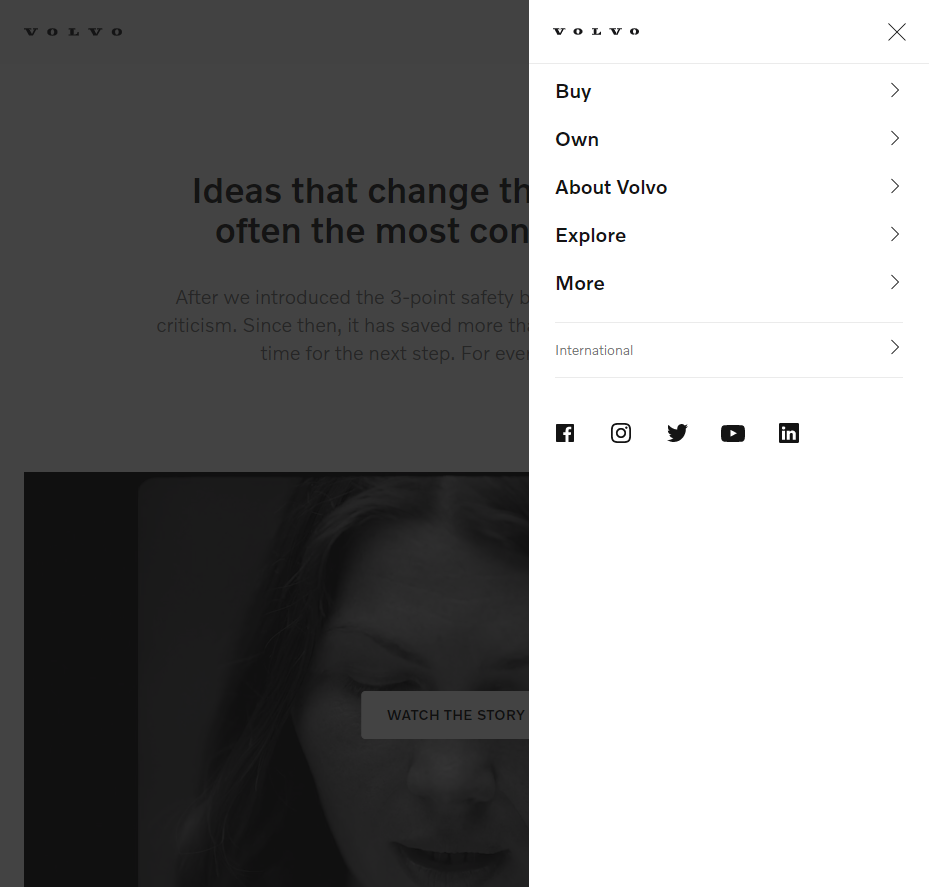 VOLVO
Ideas that change th
often the most con
After we introduced the 3-point safety b
criticism. Since then, it has saved more tha
time for the next step. For ever
WATCH THE STORY
VOLVO
Buy
Own
About Volvo
Explore
More
International